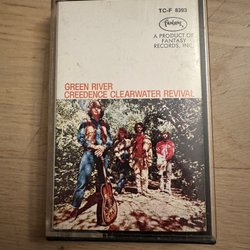 TC-F 8393
Fantasy
A PRODUCT OF
FANTASY
RECORDS, INC.
GREEN RIVER
CREEDENCE CLEARWATER REVIVAL